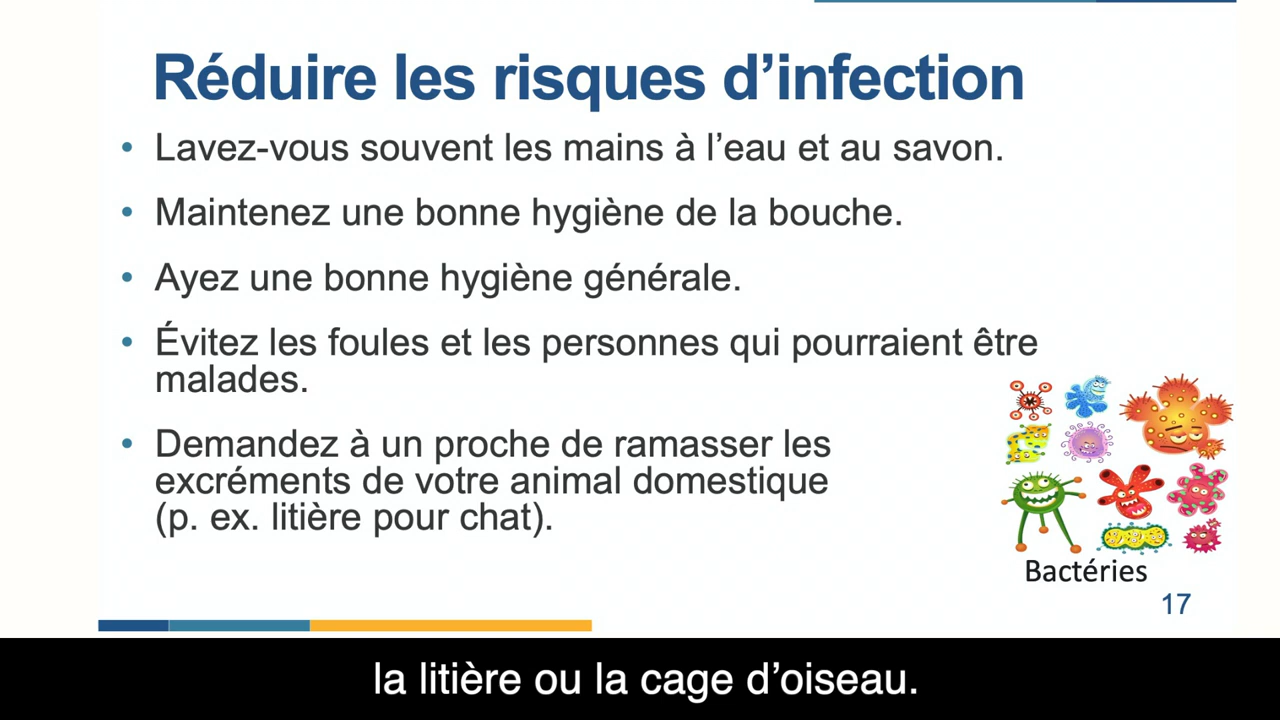 Réduire les risques d’infection
• Lavez-vous souvent les mains à l’eau et au savon.
• Maintenez une bonne hygiène de la bouche.
• Ayez une bonne hygiène générale.
• Évitez les foules et les personnes qui pourraient être
malades.
• Demandez à un proche de ramasser les
excréments de votre animal domestique
(p. ex. litière pour chat).
Bactéries
17
la litière ou la cage d’oiseau.